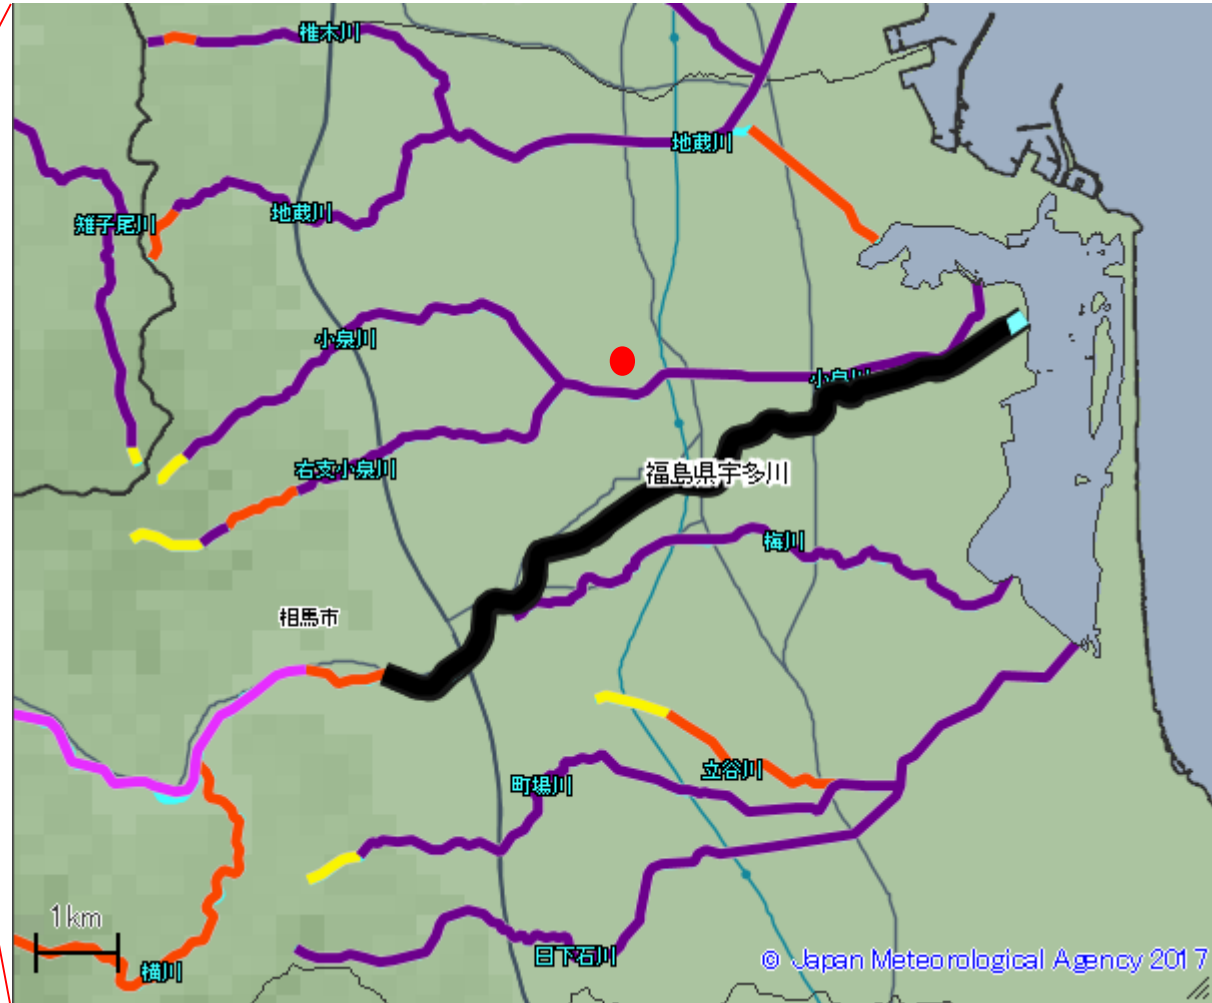 椎木川
地蔵川
地蔵川
雉子尾川
小泉川
小泉川
右支小泉川
福島県宇多川
梅川
相馬市
立谷川
町場川
1km
日下石川
横川
© Japan Meteorological Agency 2017